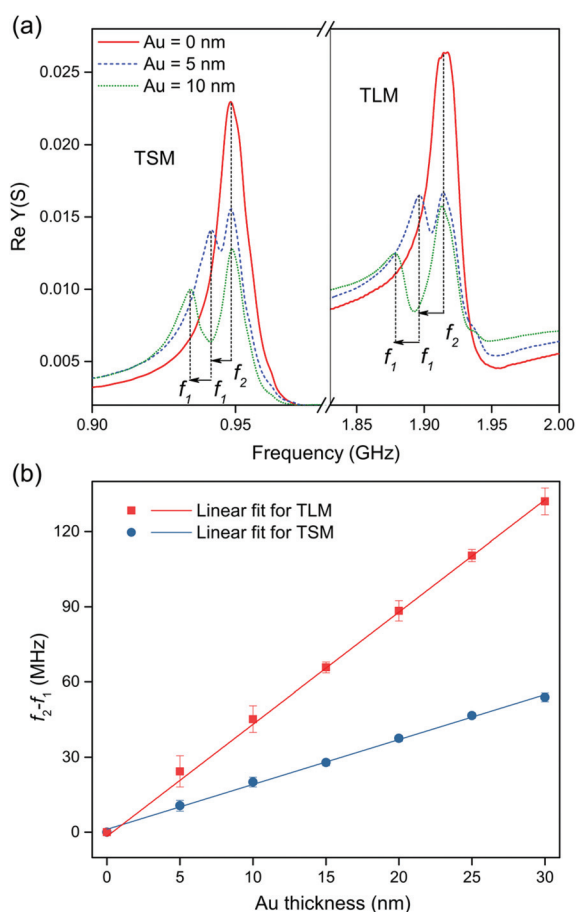 (a)
Au = 0 nm
Au = 5 nm
Au = 10 nm
TSM
TLM
0.025
0.020
0.015
0.010
0.005
Re Y(S)
f1 f1 f2
f1 f1 f2
0.90 0.95 1.85 1.90 1.95 2.00
Frequency (GHz)
(b)
Linear fit for TLM
Linear fit for TSM
120
90
60
30
0
f2-f1 (MHz)
0 5 10 15 20 25 30
Au thickness (nm)